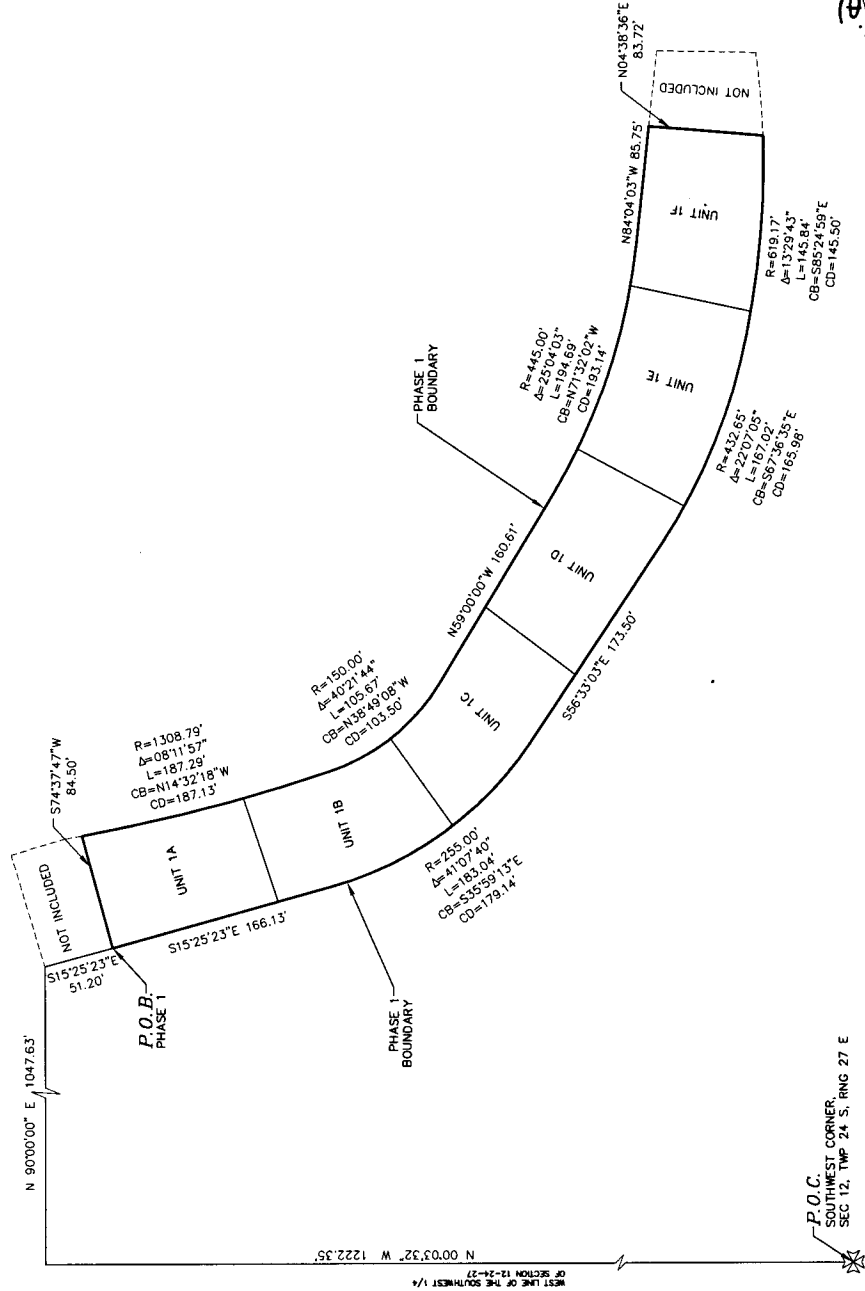 (A)
N 90°00'00" E 1047.63'
NOT INCLUDED
S15°25'23"E
51.20'
P.O.B.
PHASE 1
S74°37'47"W
84.50'
UNIT 1A
S15°25'23"E 166.13'
R=1308.79'
Δ=08°11'57"
L=187.29'
CB=N14°32'18"W
CD=187.13'
UNIT 1B
PHASE 1
BOUNDARY
R=150.00'
Δ=40°21'44"
L=105.67'
CB=N38°49'08"W
CD=103.50'
R=255.00'
Δ=41°07'40"
L=183.04'
CB=S35°59'13"E
CD=179.14'
UNIT 1C
N59°00'00"W 160.61'
UNIT 1D
S56°33'03"E 173.50'
PHASE 1
BOUNDARY
R=445.00'
Δ=25°04'03"
L=194.69'
CB=N71°32'02"W
CD=193.14'
UNIT 1E
R=432.65'
Δ=22°07'05"
L=167.02'
CB=S67°36'35"E
CD=165.98'
N84°04'03"W 85.75'
UNIT 1F
N04°38'36"E
83.72'
NOT INCLUDED
R=619.17'
Δ=13°29'43"
L=145.84'
CB=S85°24'59"E
CD=145.50'
N 00°03'32" W 1222.35'
WEST LINE OF THE SOUTHWEST 1/4
OF SECTION 12-24-27
P.O.C.
SOUTHWEST CORNER,
SEC 12, TWP 24 S, RNG 27 E